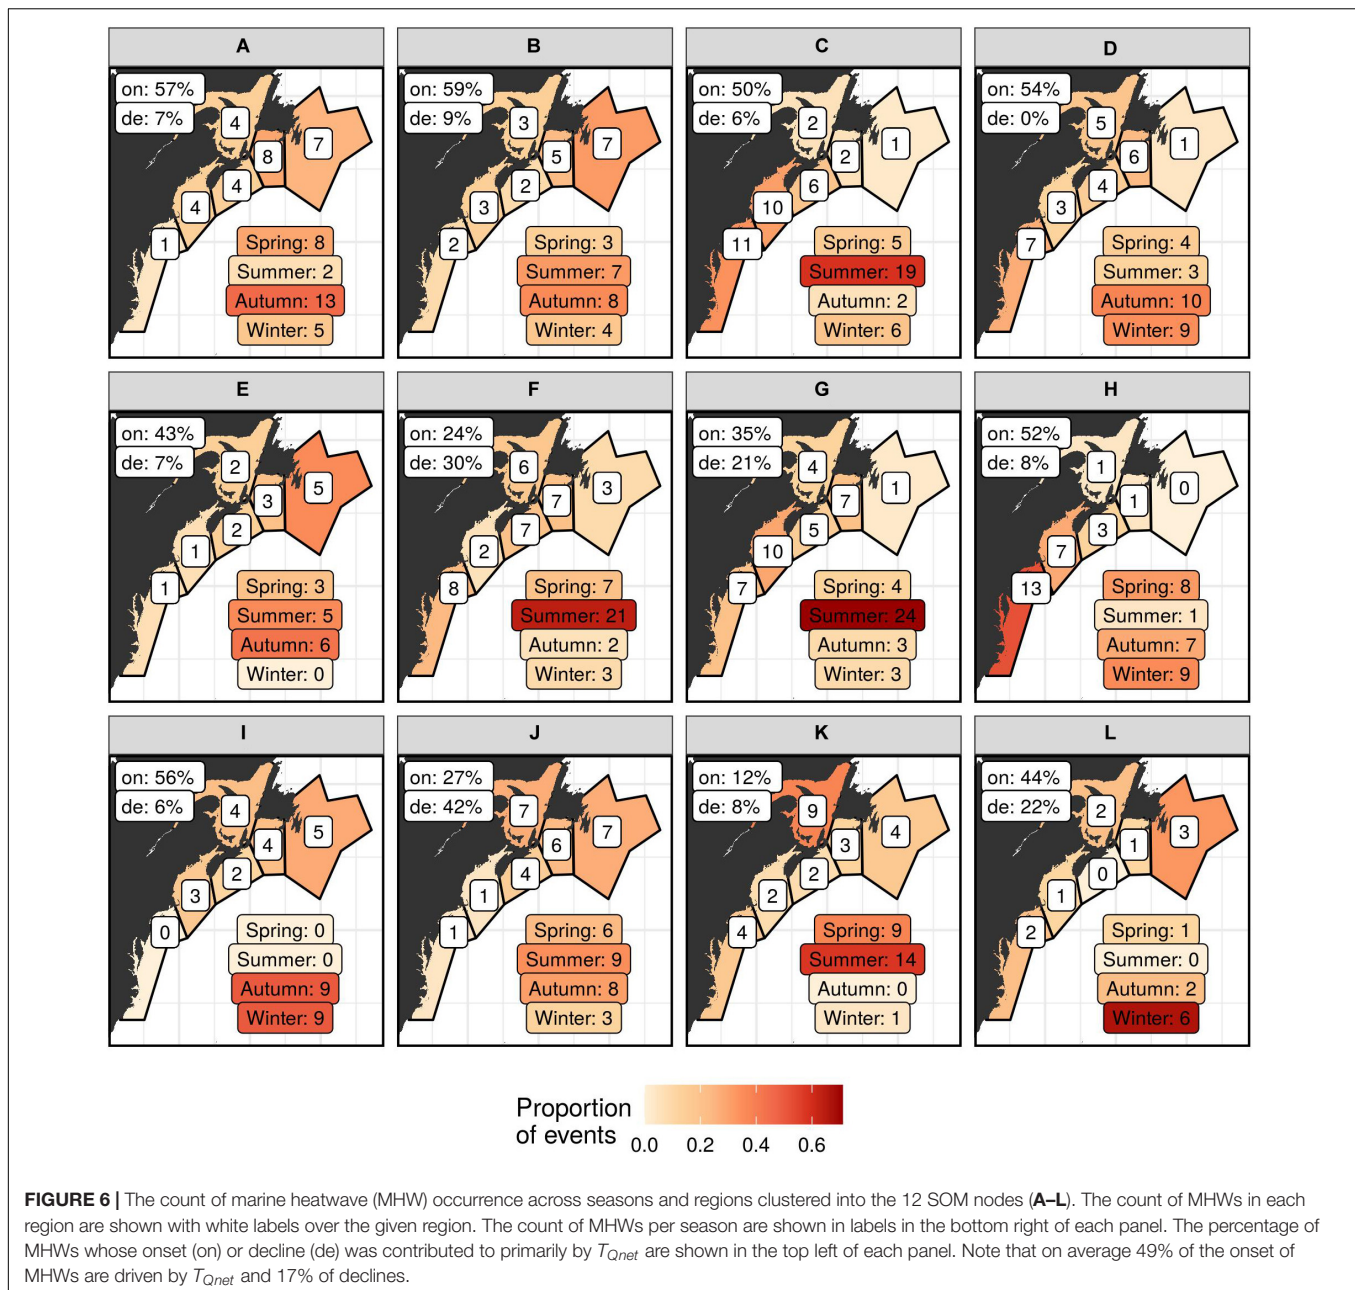 A
on: 57%
de: 7%
4
7
8
4
4
1
Spring: 8
Summer: 2
Autumn: 13
Winter: 5
B
on: 59%
de: 9%
3
7
5
2
3
2
Spring: 3
Summer: 7
Autumn: 8
Winter: 4
C
on: 50%
de: 6%
2
1
2
6
10
11
Spring: 5
Summer: 19
Autumn: 2
Winter: 6
D
on: 54%
de: 0%
5
1
6
4
3
7
Spring: 4
Summer: 3
Autumn: 10
Winter: 9
E
on: 43%
de: 7%
2
5
3
2
1
1
Spring: 3
Summer: 5
Autumn: 6
Winter: 0
F
on: 24%
de: 30%
6
3
7
7
2
8
Spring: 7
Summer: 21
Autumn: 2
Winter: 3
G
on: 35%
de: 21%
4
1
7
5
10
7
Spring: 4
Summer: 24
Autumn: 3
Winter: 3
H
on: 52%
de: 8%
1
0
1
3
7
13
Spring: 8
Summer: 1
Autumn: 7
Winter: 9
I
on: 56%
de: 6%
4
5
4
2
3
0
Spring: 0
Summer: 0
Autumn: 9
Winter: 9
J
on: 27%
de: 42%
7
7
6
4
1
1
Spring: 6
Summer: 9
Autumn: 8
Winter: 3
K
on: 12%
de: 8%
9
4
3
2
2
4
Spring: 9
Summer: 14
Autumn: 0
Winter: 1
L
on: 44%
de: 22%
2
3
1
0
1
2
Spring: 1
Summer: 0
Autumn: 2
Winter: 6
Proportion
of events
0.0 0.2 0.4 0.6
FIGURE 6 | The count of marine heatwave (MHW) occurrence across seasons and regions clustered into the 12 SOM nodes (A–L). The count of MHWs in each
region are shown with white labels over the given region. The count of MHWs per season are shown in labels in the bottom right of each panel. The percentage of
MHWs whose onset (on) or decline (de) was contributed to primarily by TQnet are shown in the top left of each panel. Note that on average 49% of the onset of
MHWs are driven by TQnet and 17% of declines.